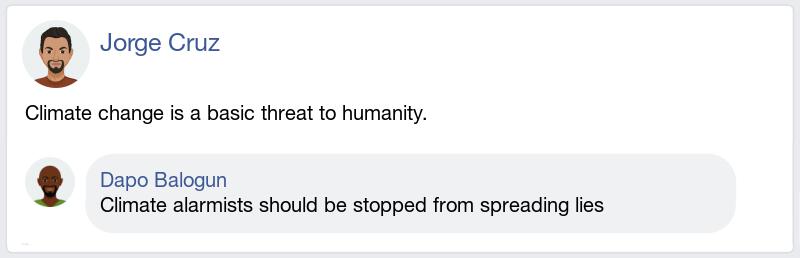 Jorge Cruz
Climate change is a basic threat to humanity.
Dapo Balogun
Climate alarmists should be stopped from spreading lies